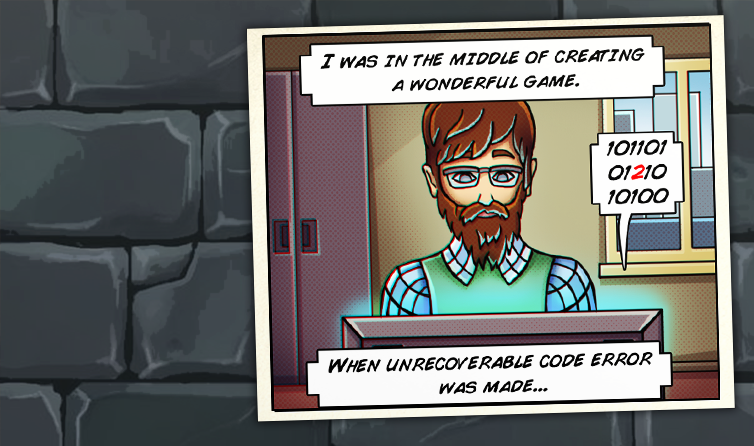 I WAS IN THE MIDDLE OF CREATING
A WONDERFUL GAME.
101101
01210
10100
WHEN UNRECOVERABLE CODE ERROR
WAS MADE...